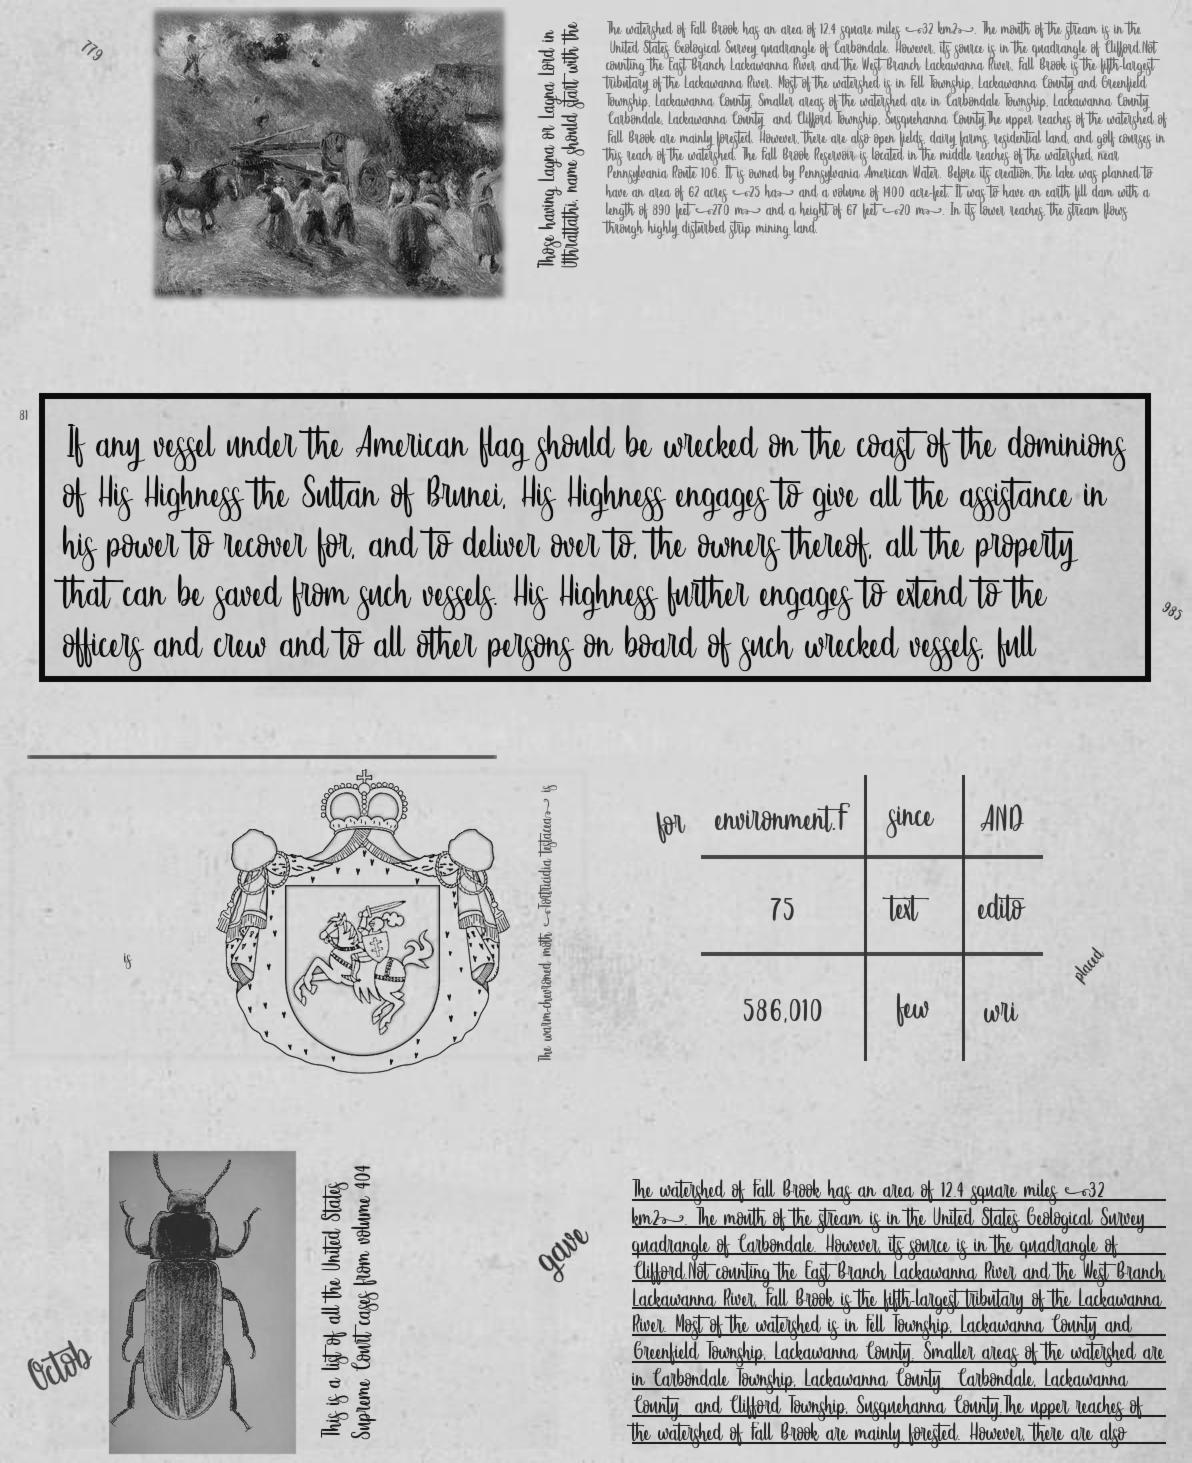 779
Those having Lagna or Lagna Lord in
Uthrattathi, name should start with the
The watershed of Fall Brook has an area of 12.4 square miles (32 km2). The mouth of the stream is in the
United States Geological Survey quadrangle of Carbondale. However, its source is in the quadrangle of Clifford.Not
counting the East Branch Lackawanna River and the West Branch Lackawanna River, Fall Brook is the fifth-largest
tributary of the Lackawanna River. Most of the watershed is in Fell Township, Lackawanna County and Greenfield
Township, Lackawanna County. Smaller areas of the watershed are in Carbondale Township, Lackawanna County
Carbondale, Lackawanna County  and Clifford Township, Susquehanna County.The upper reaches of the watershed of
Fall Brook are mainly forested. However, there are also open fields, dairy farms, residential land, and golf courses in
this reach of the watershed. The Fall Brook Reservoir is located in the middle reaches of the watershed, near
Pennsylvania Route 106. It is owned by Pennsylvania American Water. Before its creation, the lake was planned to
have an area of 62 acres (25 ha) and a volume of 1400 acre-feet. It was to have an earth fill dam with a
length of 890 feet (270 m) and a height of 67 feet (20 m). In its lower reaches, the stream flows
through highly disturbed strip mining land.
81
If any vessel under the American flag should be wrecked on the coast of the dominions
of His Highness the Sultan of Brunei, His Highness engages to give all the assistance in
his power to recover for, and to deliver over to, the owners thereof, all the property
that can be saved from such vessels. His Highness further engages to extend to the
officers and crew and to all other persons on board of such wrecked vessels, full
985
is
The warm-chevroned moth (Tortricidia testacea) is
for
environment.F since AND
75 text edito
586,010 few wri
placed
Octob
This is a list of all the United States
Supreme Court cases from volume 404
gave
The watershed of Fall Brook has an area of 12.4 square miles (32
km2). The mouth of the stream is in the United States Geological Survey
quadrangle of Carbondale. However, its source is in the quadrangle of
Clifford.Not counting the East Branch Lackawanna River and the West Branch
Lackawanna River, Fall Brook is the fifth-largest tributary of the Lackawanna
River. Most of the watershed is in Fell Township, Lackawanna County and
Greenfield Township, Lackawanna County. Smaller areas of the watershed are
in Carbondale Township, Lackawanna County  Carbondale, Lackawanna
County  and Clifford Township, Susquehanna County.The upper reaches of
the watershed of Fall Brook are mainly forested. However, there are also